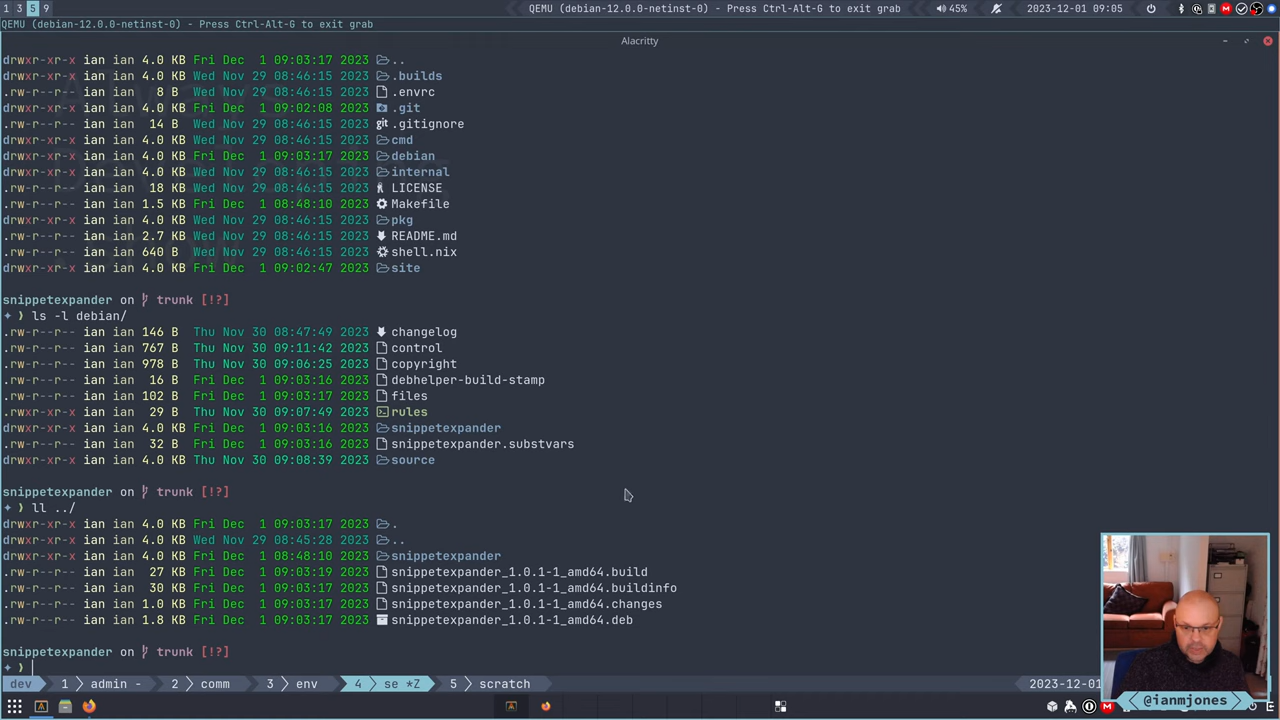 1 3 5 9 QEMU (debian-12.0.0-netinst-0) - Press Ctrl-Alt-G to exit grab 45% 2023-12-01 09:05
QEMU (debian-12.0.0-netinst-0) - Press Ctrl-Alt-G to exit grab
Alacritty
drwxr-xr-x ian ian 4.0 KB Fri Dec  1 09:03:17 2023 ..
drwxr-xr-x ian ian 4.0 KB Wed Nov 29 08:46:15 2023 .builds
.rw-r--r-- ian ian   8 B  Wed Nov 29 08:46:15 2023 .envrc
drwxr-xr-x ian ian 4.0 KB Fri Dec  1 09:02:08 2023 .git
.rw-r--r-- ian ian  14 B  Wed Nov 29 08:46:15 2023 git .gitignore
drwxr-xr-x ian ian 4.0 KB Wed Nov 29 08:46:15 2023 cmd
drwxr-xr-x ian ian 4.0 KB Fri Dec  1 09:03:17 2023 debian
drwxr-xr-x ian ian 4.0 KB Wed Nov 29 08:46:15 2023 internal
.rw-r--r-- ian ian  18 B  Wed Nov 29 08:46:15 2023 LICENSE
.rw-r--r-- ian ian 1.5 KB Fri Dec  1 08:48:10 2023 Makefile
drwxr-xr-x ian ian 4.0 KB Wed Nov 29 08:46:15 2023 pkg
.rw-r--r-- ian ian 2.7 KB Wed Nov 29 08:46:15 2023 README.md
.rw-r--r-- ian ian 640 B  Wed Nov 29 08:46:15 2023 shell.nix
drwxr-xr-x ian ian 4.0 KB Fri Dec  1 09:02:47 2023 site
snippetexpander on trunk [!?]
❯ ls -l debian/
.rw-r--r-- ian ian 146 B  Thu Nov 30 08:47:49 2023 changelog
.rw-r--r-- ian ian 767 B  Thu Nov 30 09:11:42 2023 control
.rw-r--r-- ian ian 978 B  Thu Nov 30 09:06:25 2023 copyright
.rw-r--r-- ian ian  16 B  Fri Dec  1 09:03:16 2023 debhelper-build-stamp
.rw-r--r-- ian ian 102 B  Fri Dec  1 09:03:17 2023 files
.rwxr-xr-x ian ian  29 B  Thu Nov 30 09:07:49 2023 rules
drwxr-xr-x ian ian 4.0 KB Fri Dec  1 09:03:16 2023 snippetexpander
.rw-r--r-- ian ian  32 B  Fri Dec  1 09:03:16 2023 snippetexpander.substvars
drwxr-xr-x ian ian 4.0 KB Thu Nov 30 09:08:39 2023 source
snippetexpander on trunk [!?]
❯ ll ../
drwxr-xr-x ian ian 4.0 KB Fri Dec  1 09:03:17 2023 .
drwxr-xr-x ian ian 4.0 KB Wed Nov 29 08:45:28 2023 ..
drwxr-xr-x ian ian 4.0 KB Fri Dec  1 08:48:10 2023 snippetexpander
.rw-r--r-- ian ian  27 KB Fri Dec  1 09:03:19 2023 snippetexpander_1.0.1-1_amd64.build
.rw-r--r-- ian ian  30 KB Fri Dec  1 09:03:17 2023 snippetexpander_1.0.1-1_amd64.buildinfo
.rw-r--r-- ian ian 1.0 KB Fri Dec  1 09:03:17 2023 snippetexpander_1.0.1-1_amd64.changes
.rw-r--r-- ian ian 1.8 KB Fri Dec  1 09:03:17 2023 snippetexpander_1.0.1-1_amd64.deb
snippetexpander on trunk [!?]
❯
dev 1 admin - 2 comm 3 env 4 se *Z 5 scratch 2023-12-01
@ianmjones